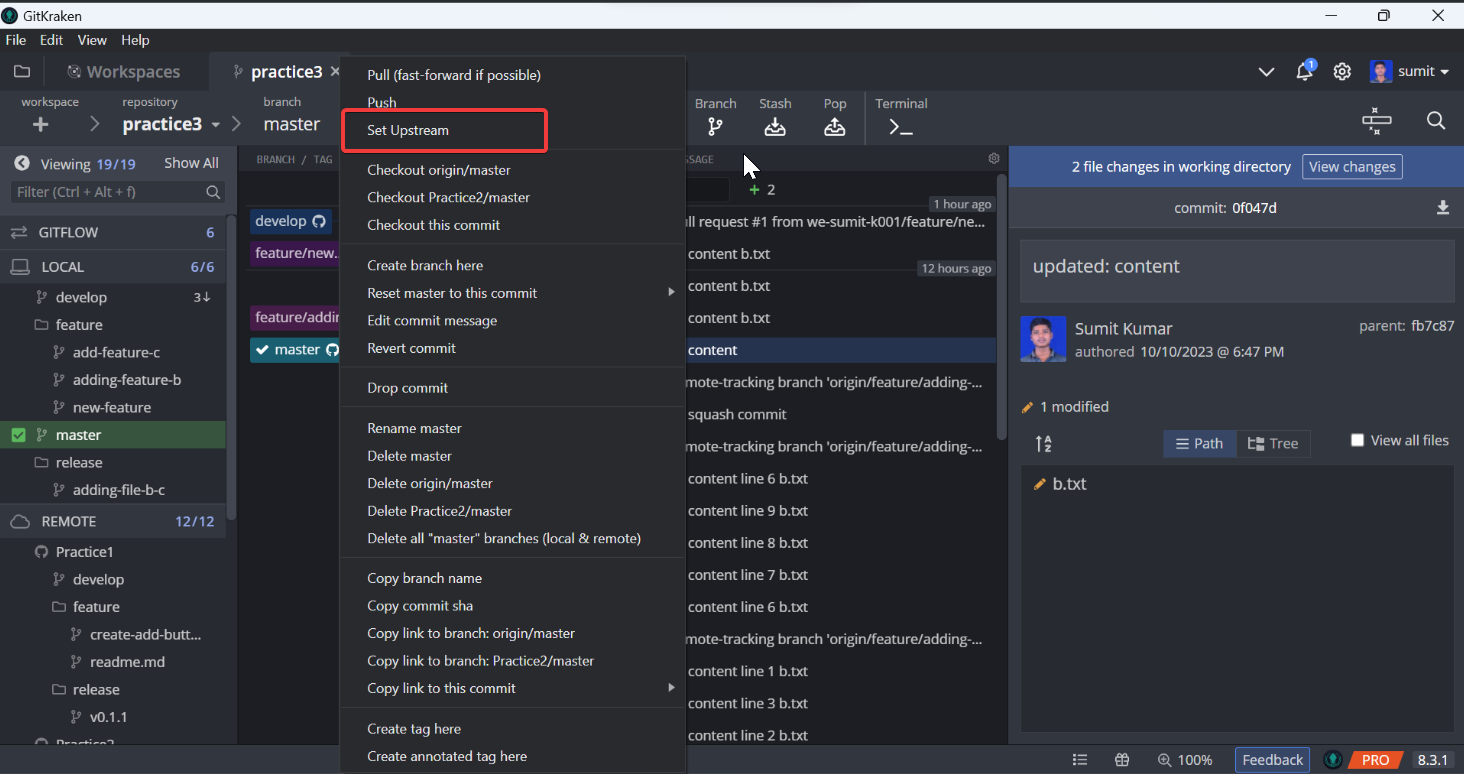 GitKraken
File Edit View Help
Workspaces
practice3
1
sumit
workspace
repository
practice3
branch
master
Branch
Stash
Pop
Terminal
Viewing 19/19 Show All
Filter (Ctrl + Alt + f)
GITFLOW 6
LOCAL 6/6
develop 3↓
feature
add-feature-c
adding-feature-b
new-feature
master
release
adding-file-b-c
REMOTE 12/12
Practice1
develop
feature
create-add-butt...
readme.md
release
v0.1.1
Practice2
BRANCH / TAG
develop
feature/new.
feature/addin
master
Pull (fast-forward if possible)
Push
Set Upstream
Checkout origin/master
Checkout Practice2/master
Checkout this commit
Create branch here
Reset master to this commit
Edit commit message
Revert commit
Drop commit
Rename master
Delete master
Delete origin/master
Delete Practice2/master
Delete all "master" branches (local & remote)
Copy branch name
Copy commit sha
Copy link to branch: origin/master
Copy link to branch: Practice2/master
Copy link to this commit
Create tag here
Create annotated tag here
SSAGE
+ 2
1 hour ago
ll request #1 from we-sumit-k001/feature/ne...
content b.txt
12 hours ago
content b.txt
content b.txt
content
mote-tracking branch 'origin/feature/adding-...
squash commit
mote-tracking branch 'origin/feature/adding-...
content line 6 b.txt
content line 9 b.txt
content line 8 b.txt
content line 7 b.txt
content line 6 b.txt
mote-tracking branch 'origin/feature/adding-...
content line 1 b.txt
content line 3 b.txt
content line 2 b.txt
2 file changes in working directory View changes
commit: 0f047d
updated: content
Sumit Kumar
authored 10/10/2023 @ 6:47 PM
parent: fb7c87
1 modified
Path
Tree
View all files
b.txt
100%
Feedback
PRO
8.3.1